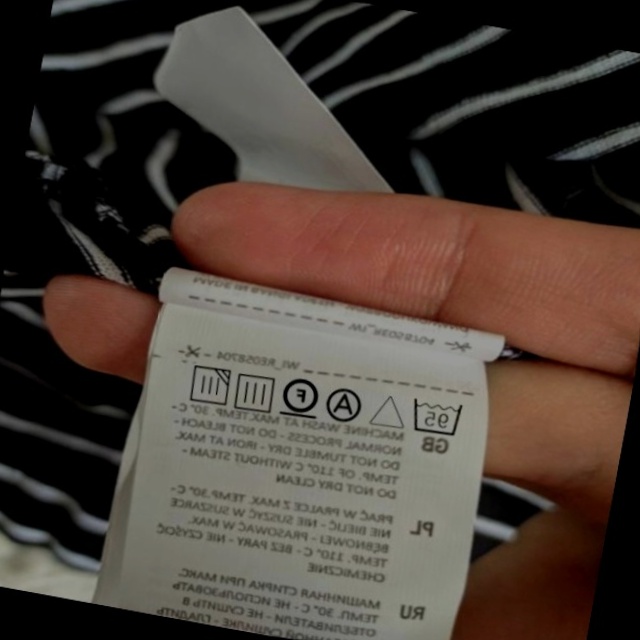 WI_RED52704
95 A F
GB
MACHINE WASH AT MAX.TEMP. 30°C -
NORMAL PROCESS- DO NOT BLEACH -
DO NOT TUMBLE DRY - IRON AT MAX.
TEMP. OF 110°C WITHOUT STEAM -
DO NOT DRY CLEAN
PL
PRAĆ W PRALCE Z MAX. TEMP. 30°C -
NIE BIELIĆ - NIE SUSZYĆ W SUSZARCE
BĘBNOWEJ - PRASOWAĆ W MAX.
TEMP. 110°C - BEZ PARY - NIE CZYŚCIĆ
CHEMICZNIE
RU
МАШИННАЯ СТИРКА ПРИ МАКС.
ТЕМП. 30°C - НЕ ИСПОЛЬЗОВАТЬ
ОТБЕЛИВАТЕЛИ - НЕ СУШИТЬ В